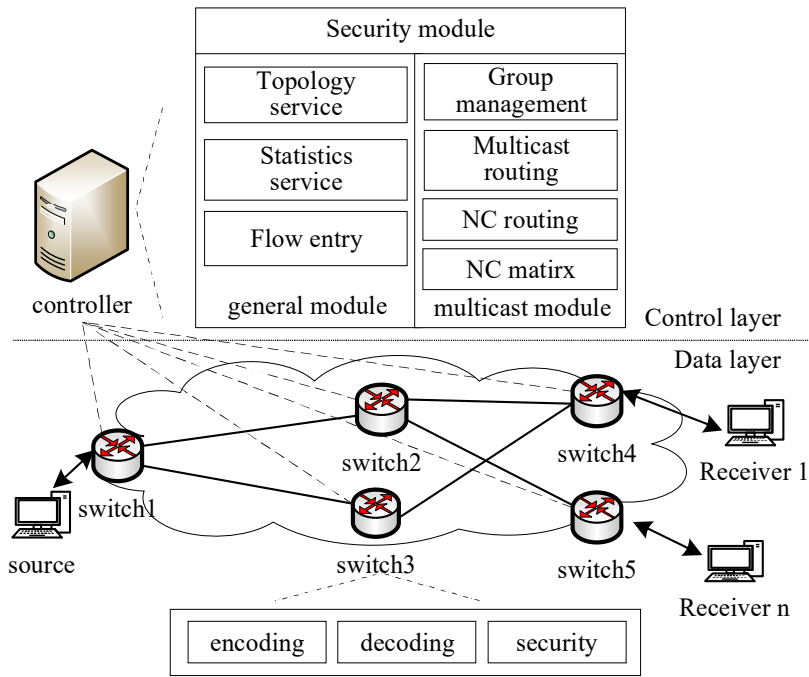 Security module
Topology
service
Statistics
service
Flow entry
general module
Group
management
Multicast
routing
NC routing
NC matirx
multicast module
controller
Control layer
Data layer
switch1
switch2
switch3
switch4
switch5
source
Receiver 1
Receiver n
encoding
decoding
security